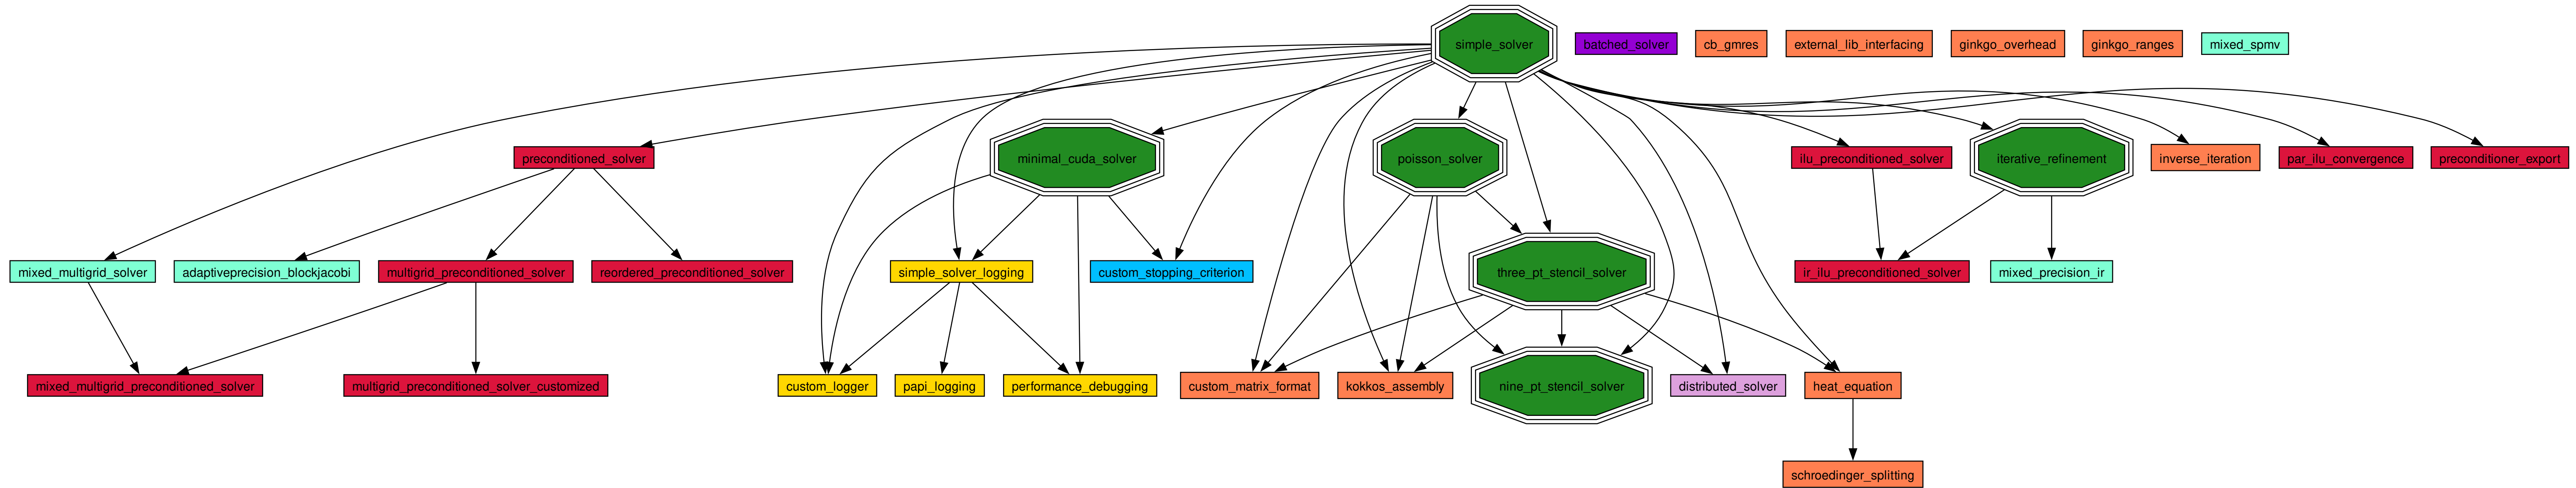 simple_solver
batched_solver
cb_gmres
external_lib_interfacing
ginkgo_overhead
ginkgo_ranges
mixed_spmv
preconditioned_solver
minimal_cuda_solver
poisson_solver
ilu_preconditioned_solver
iterative_refinement
inverse_iteration
par_ilu_convergence
preconditioner_export
mixed_multigrid_solver
adaptiveprecision_blockjacobi
multigrid_preconditioned_solver
reordered_preconditioned_solver
simple_solver_logging
custom_stopping_criterion
three_pt_stencil_solver
ir_ilu_preconditioned_solver
mixed_precision_ir
mixed_multigrid_preconditioned_solver
multigrid_preconditioned_solver_customized
custom_logger
papi_logging
performance_debugging
custom_matrix_format
kokkos_assembly
nine_pt_stencil_solver
distributed_solver
heat_equation
schroedinger_splitting